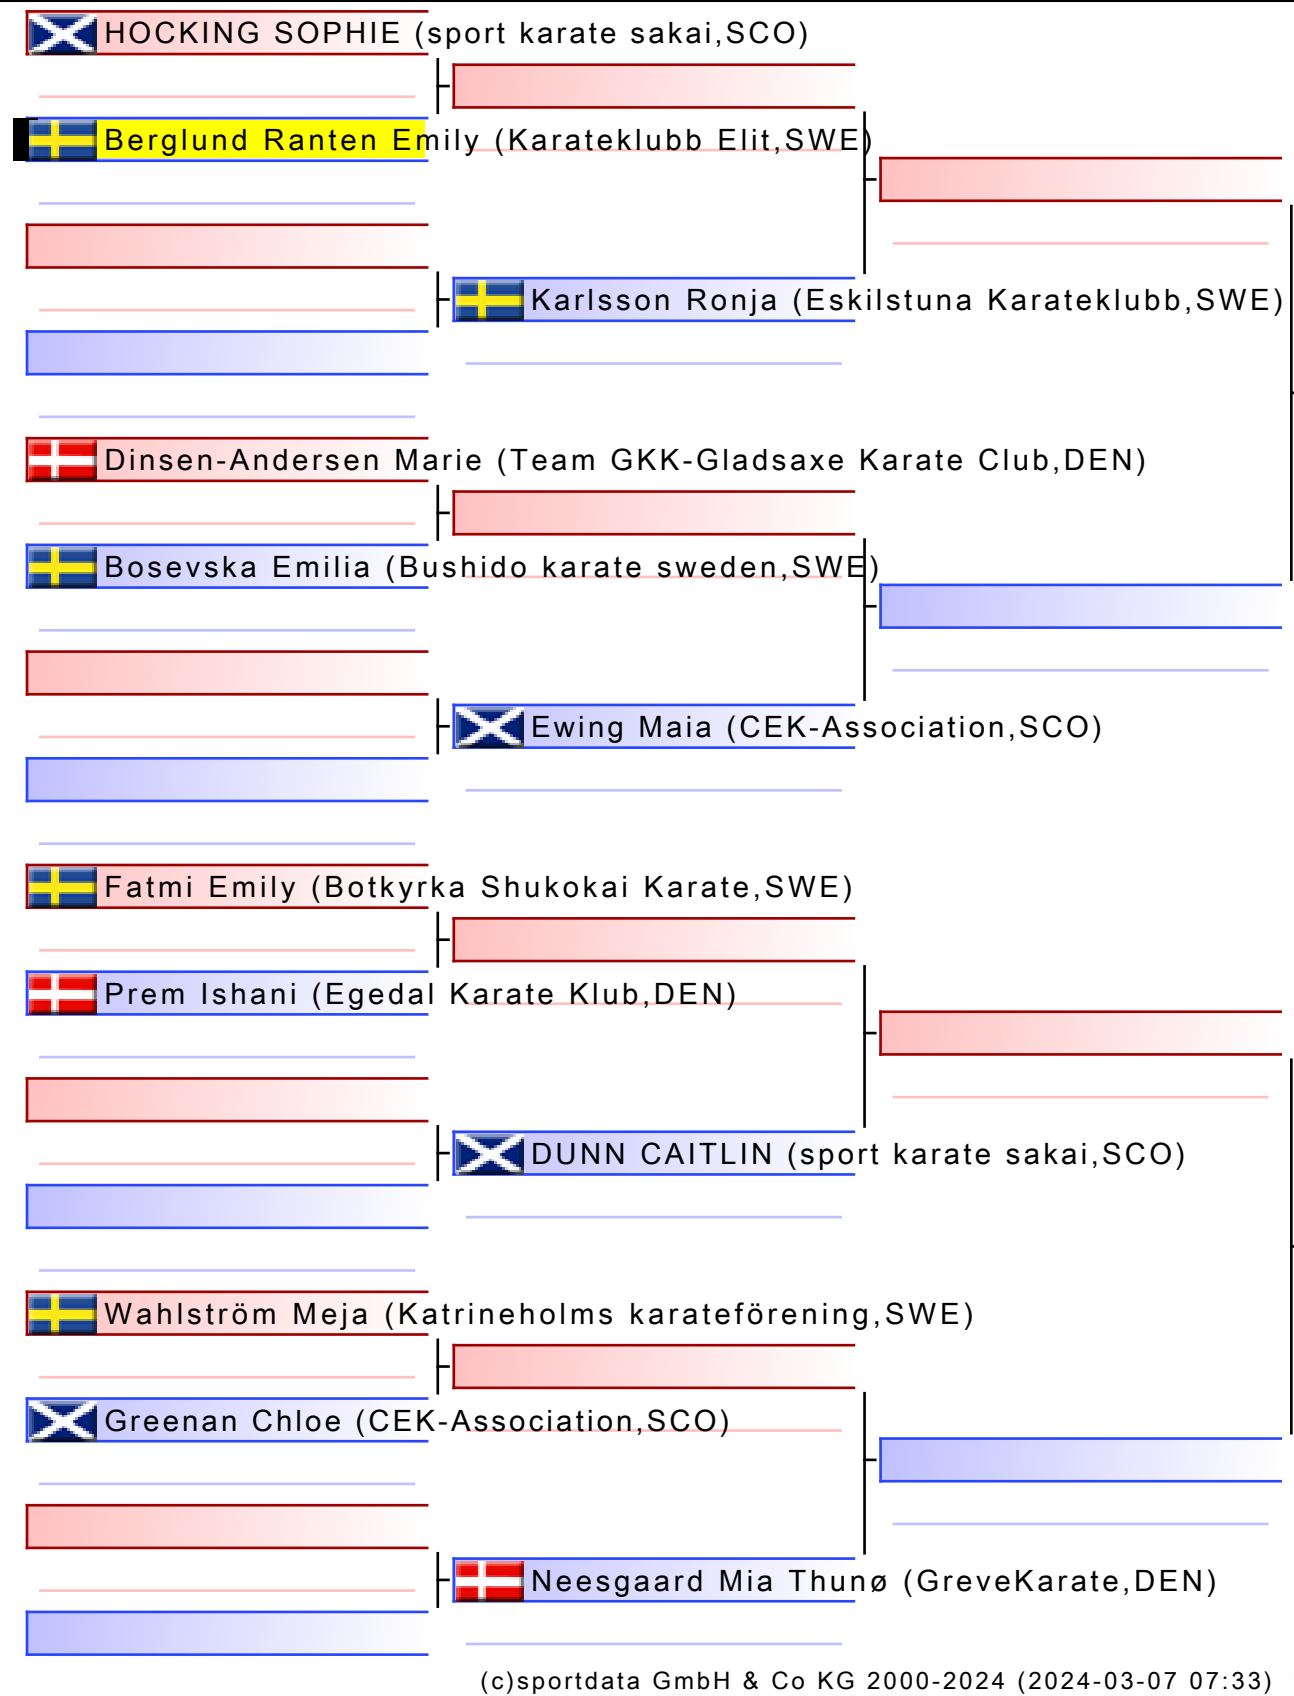 HOCKING SOPHIE (sport karate sakai,SCO)
Berglund Ranten Emily (Karateklubb Elit,SWE)
Karlsson Ronja (Eskilstuna Karateklubb,SWE)
Dinsen-Andersen Marie (Team GKK-Gladsaxe Karate Club,DEN)
Bosevska Emilia (Bushido karate sweden,SWE)
Ewing Maia (CEK-Association,SCO)
Fatmi Emily (Botkyrka Shukokai Karate,SWE)
Prem Ishani (Egedal Karate Klub,DEN)
DUNN CAITLIN (sport karate sakai,SCO)
Wahlström Meja (Katrineholms karateförening,SWE)
Greenan Chloe (CEK-Association,SCO)
Neesgaard Mia Thunø (GreveKarate,DEN)
(c)sportdata GmbH & Co KG 2000-2024 (2024-03-07 07:33)